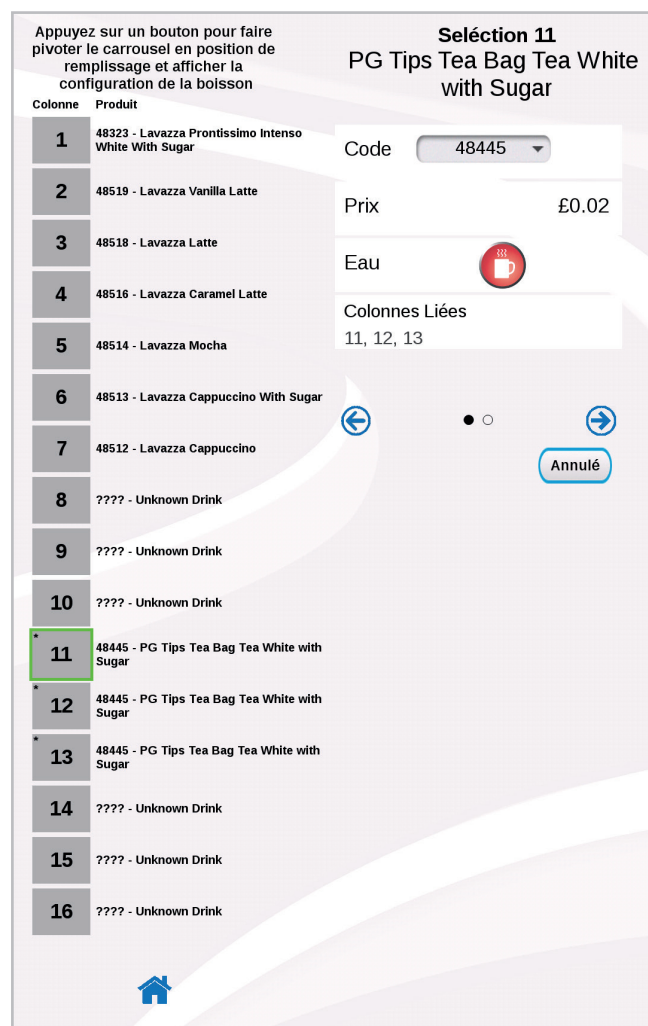 Appuyez sur un bouton pour faire
pivoter le carrousel en position de
remplissage et afficher la
configuration de la boisson
Colonne Produit
1 48323 - Lavazza Prontissimo Intenso
White With Sugar
2 48519 - Lavazza Vanilla Latte
3 48518 - Lavazza Latte
4 48516 - Lavazza Caramel Latte
5 48514 - Lavazza Mocha
6 48513 - Lavazza Cappuccino With Sugar
7 48512 - Lavazza Cappuccino
8 ???? - Unknown Drink
9 ???? - Unknown Drink
10 ???? - Unknown Drink
* 11 48445 - PG Tips Tea Bag Tea White with
Sugar
* 12 48445 - PG Tips Tea Bag Tea White with
Sugar
* 13 48445 - PG Tips Tea Bag Tea White with
Sugar
14 ???? - Unknown Drink
15 ???? - Unknown Drink
16 ???? - Unknown Drink
Seléction 11
PG Tips Tea Bag Tea White
with Sugar
Code 48445
Prix £0.02
Eau
Colonnes Liées
11, 12, 13
Annulé